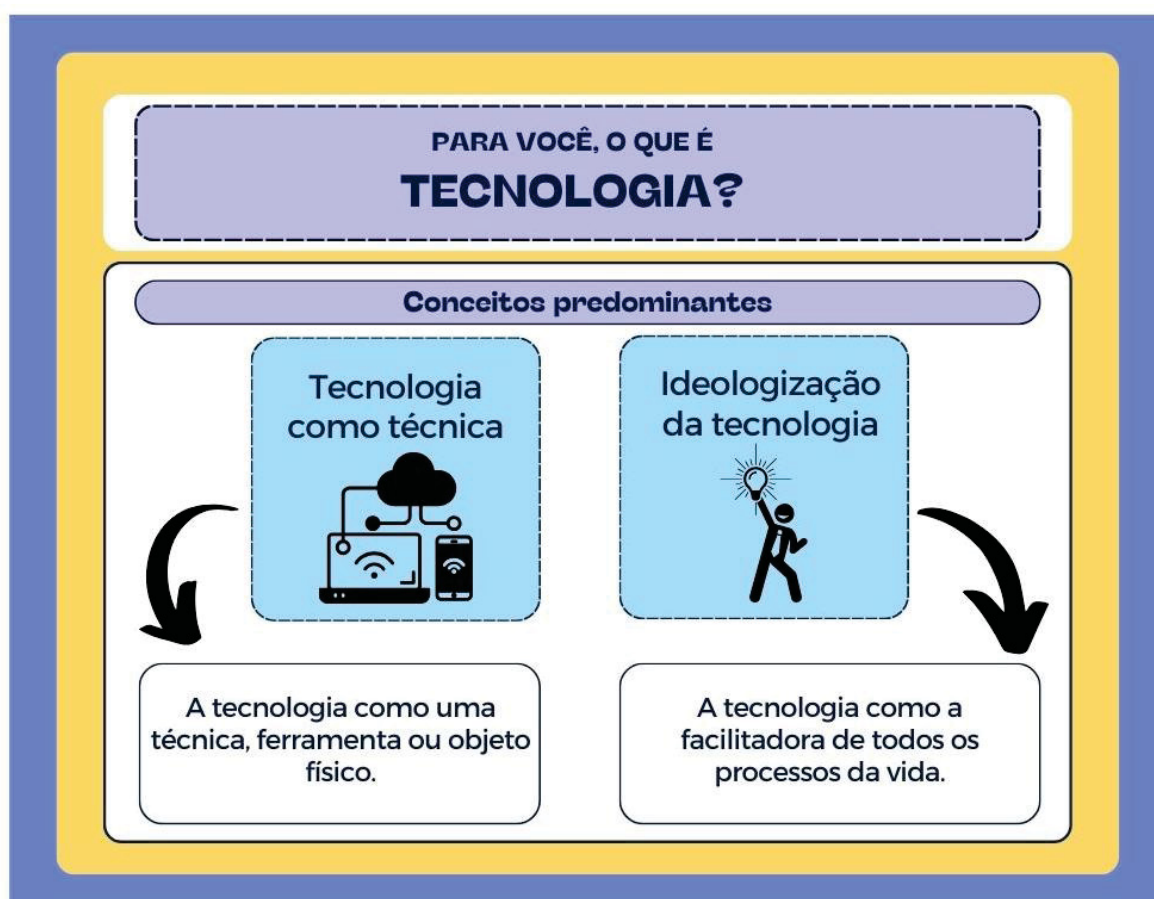 PARA VOCÊ, O QUE É
TECNOLOGIA?
Conceitos predominantes
Tecnologia
como técnica
Ideologização
da tecnologia
A tecnologia como uma
técnica, ferramenta ou objeto
físico.
A tecnologia como a
facilitadora de todos os
processos da vida.